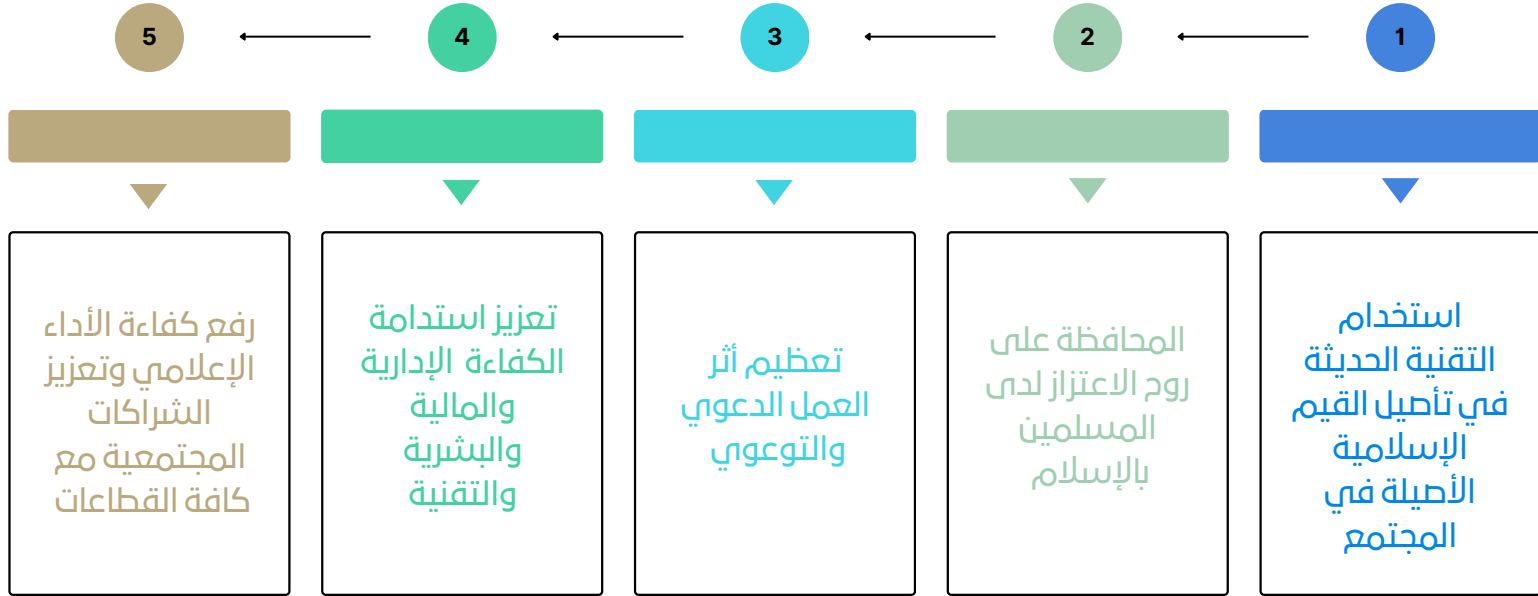 1
2
3
4
5
استخدام
التقنية الحديثة
في تأصيل القيم
الإسلامية
الأصيلة في
المجتمع
المحافظة على
روح الاعتزاز لدى
المسلمين
بالإسلام
تعظيم أثر
العمل الدعوي
والتوعوي
تعزيز استدامة
الكفاءة الإدارية
والمالية
والبشرية
والتقنية
رفع كفاءة الأداء
الإعلامي وتعزيز
الشراكات
المجتمعية مع
كافة القطاعات